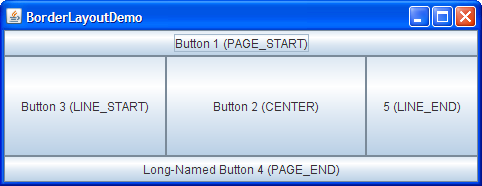 BorderLayoutDemo
Button 1 (PAGE_START)
Button 3 (LINE_START) Button 2 (CENTER) 5 (LINE_END)
Long-Named Button 4 (PAGE_END)